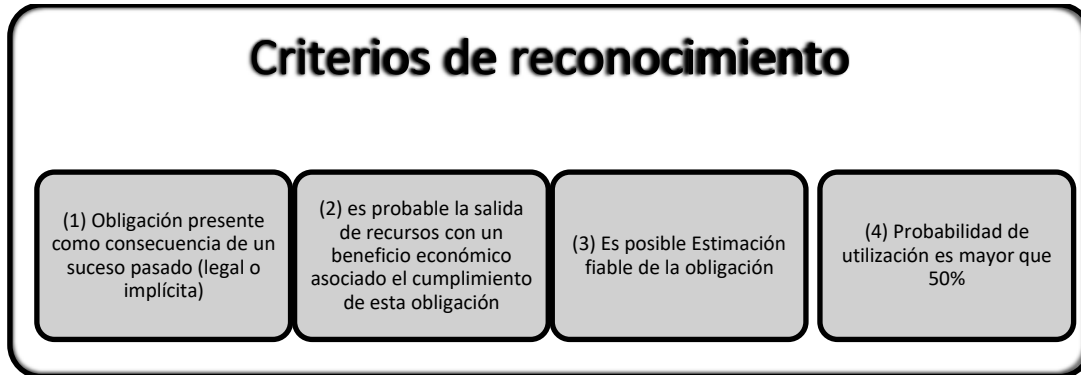 Criterios de reconocimiento
(1) Obligación presente
como consecuencia de un
suceso pasado (legal o
implícita)
(2) es probable la salida
de recursos con un
beneficio económico
asociado el cumplimiento
de esta obligación
(3) Es posible Estimación
fiable de la obligación
(4) Probabilidad de
utilización es mayor que
50%